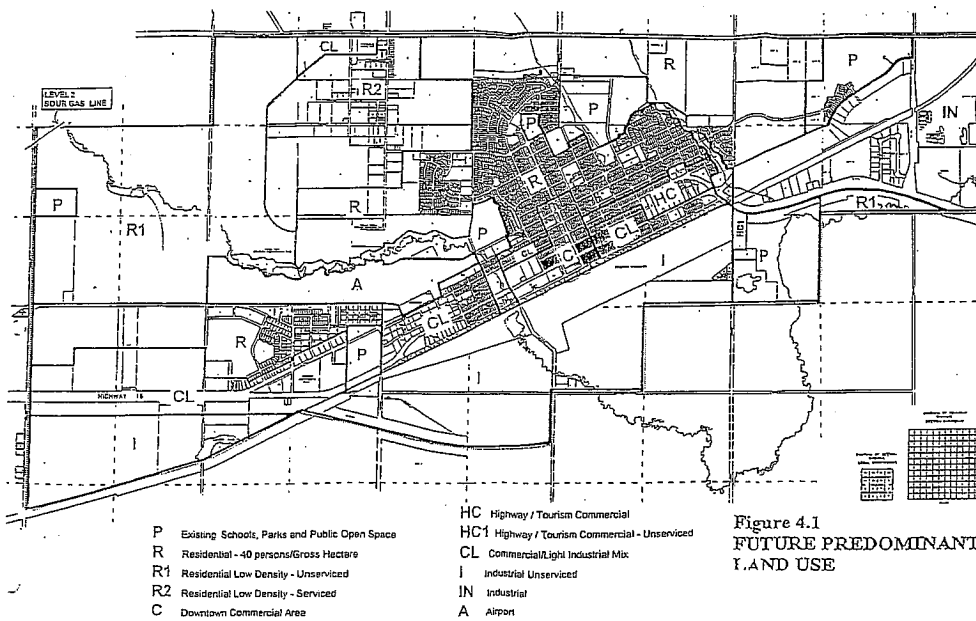 CL
R2
R
P
LEVEL 2
SOUR GAS LINE
P
P
IN
P
R
HC
R1
R1
R
P
CL
HC1
C
CL
I
P
A
CL
R
P
I
HIGHWAY 16
CL
I
P Existing Schools, Parks and Public Open Space
R Residential - 40 persons/Gross Hectare
R1 Residential Low Density - Unserviced
R2 Residential Low Density - Serviced
C Downtown Commercial Area
HC Highway / Tourism Commercial
HC1 Highway / Tourism Commercial - Unserviced
CL Commercial/Light Industrial Mix
I Industrial Unserviced
IN Industrial
A Airport
Figure 4.1
FUTURE PREDOMINANT
LAND USE